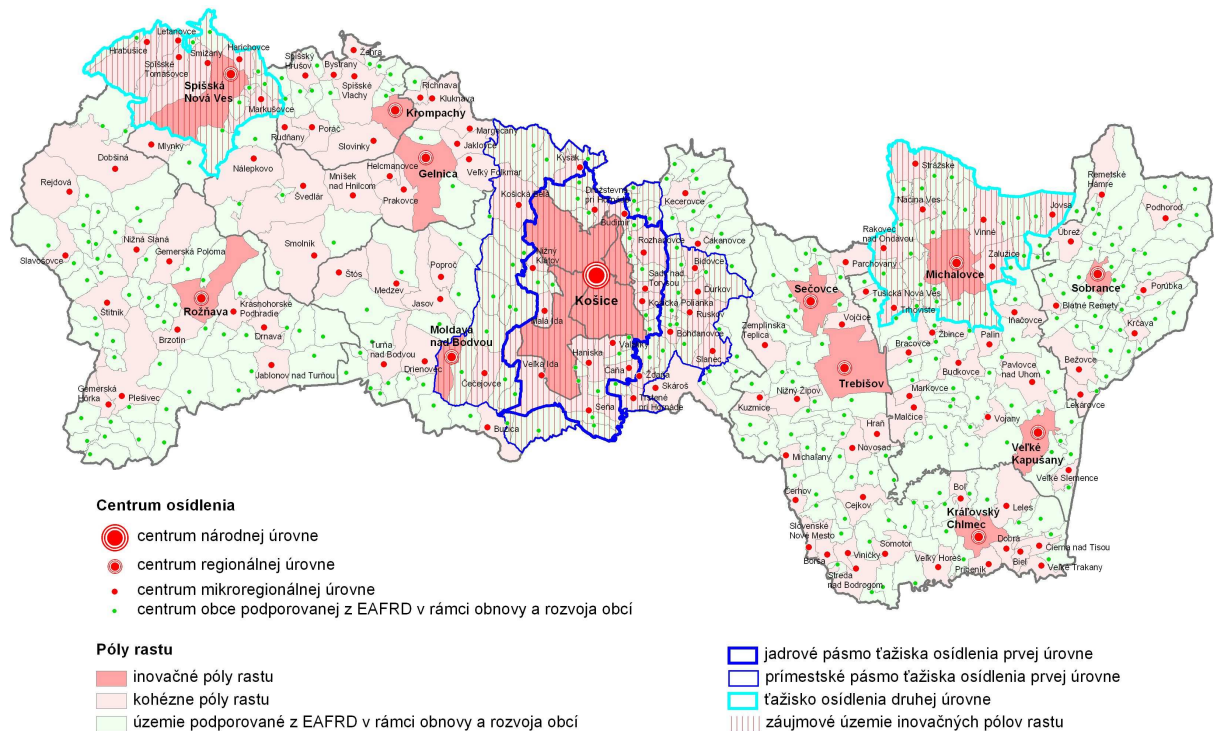 Letanovce
Hrabušice
Harichovce
Smižany
Spišské
Tomášovce
Spišská
Nová Ves
Markušovce
Mlynky
Dobšiná
Rejdová
Nálepkovo
Žehra
Spišský
Hrušov
Bystrany
Spišské
Vlachy
Richnava
Kluknava
Krompachy
Rudňany
Poráč
Slovinky
Margecany
Jaklovce
Veľký Folkmar
Helcmanovce
Mníšek
nad Hnilcom
Gelnica
Prakovce
Švedlár
Smolník
Štós
Medzev
Poproč
Jasov
Slavošovce
Nižná Slaná
Gemerská Poloma
Rožňava
Krásnohorské
Podhradie
Štítnik
Brzotín
Drnava
Jablonov nad Turňou
Gemerská
Hôrka
Plešivec
Turňa
nad Bodvou
Drienovec
Moldava
nad Bodvou
Čečejovce
Buzica
Kysak
Košická Belá
Družstevná
pri Hornáde
Budimír
Kecerovce
Rozhanovce
Čakanovce
Nižný
Klátov
Bidovce
Sady nad
Torysou
Ďurkov
Košice
Košická Polianka
Ruskov
Malá Ida
Bohdanovce
Valaliky
Haniska
Slanec
Veľká Ida
Čaňa
Ždaňa
Skároš
Trstené
pri Hornáde
Seňa
Strážske
Nacina Ves
Rakovec
nad Ondavou
Vinné
Jovsa
Zalužice
Michalovce
Parchovany
Tušická Nová Ves
Trhovište
Sečovce
Vojčice
Zemplínska
Teplica
Trebišov
Bracovce
Žbince
Palín
Iňačovce
Budkovce
Pavlovce
nad Uhom
Markovce
Malčice
Nižný Žipov
Kuzmice
Hraň
Novosad
Michaľany
Vojany
Veľké
Kapušany
Veľké Slemence
Remetské
Hámre
Podhoroď
Úbrež
Sobrance
Porúbka
Blatné Remety
Krčava
Bežovce
Lekárovce
Čerhov
Cejkov
Slovenské
Nové Mesto
Borša
Viničky
Somotor
Streda
nad Bodrogom
Veľký Horeš
Boľ
Kráľovský
Chlmec
Leles
Dobrá
Čierna nad Tisou
Pribeník
Biel
Veľké Trakany
Centrum osídlenia
centrum národnej úrovne
centrum regionálnej úrovne
centrum mikroregionálnej úrovne
centrum obce podporovanej z EAFRD v rámci obnovy a rozvoja obcí
Póly rastu
inovačné póly rastu
kohézne póly rastu
územie podporované z EAFRD v rámci obnovy a rozvoja obcí
jadrové pásmo ťažiska osídlenia prvej úrovne
prímestské pásmo ťažiska osídlenia prvej úrovne
ťažisko osídlenia druhej úrovne
záujmové územie inovačných pólov rastu